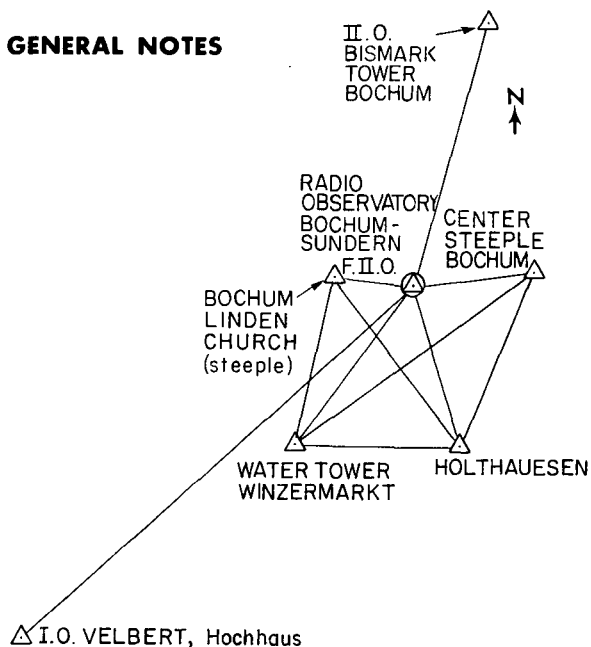 GENERAL NOTES
II.O.
BISMARK
TOWER
BOCHUM
N
RADIO
OBSERVATORY
BOCHUM-
SUNDERN
F.II.O.
CENTER
STEEPLE
BOCHUM
BOCHUM
LINDEN
CHURCH
(steeple)
WATER TOWER
WINZERMARKT
HOLTHAUESEN
I.O. VELBERT, Hochhaus